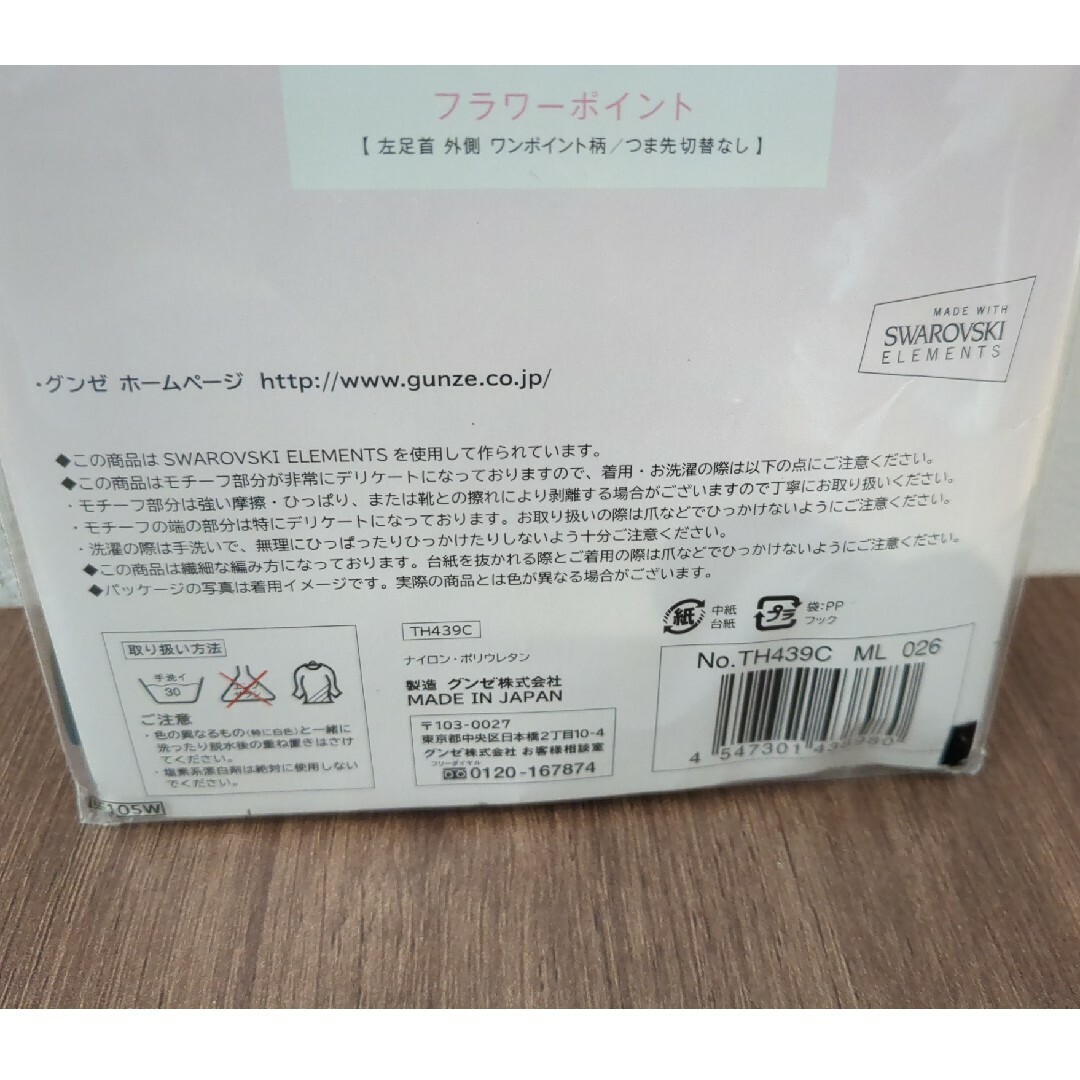 フラワーポイント
【 左足首 外側 ワンポイント柄／つま先切替なし 】
MADE WITH
SWAROVSKI
ELEMENTS
・グンゼ ホームページ http://www.gunze.co.jp/
◆この商品は SWAROVSKI ELEMENTS を使用して作られています。
◆この商品はモチーフ部分が非常にデリケートになっておりますので、着用・お洗濯の際は以下の点にご注意ください。
・モチーフ部分は強い摩擦・ひっぱり、または靴との擦れにより剥離する場合がございますので丁寧にお取り扱いください。
・モチーフの端の部分は特にデリケートになっております。お取り扱いの際は爪などでひっかけないようにご注意ください。
・洗濯の際は手洗いで、無理にひっぱったりひっかけたりしないよう十分ご注意ください。
◆この商品は繊細な編み方になっております。台紙を抜かれる際とご着用の際は爪などでひっかけないようにご注意ください。
◆パッケージの写真は着用イメージです。実際の商品とは色が異なる場合がございます。
取り扱い方法
手洗イ
30
ご注意
・色の異なるもの(特に白色)と一緒に
洗ったり脱水後の重ね置きはさけ
てください。
・塩素系漂白剤は絶対に使用しない
でください。
105W
TH439C
ナイロン・ポリウレタン
製造 グンゼ株式会社
MADE IN JAPAN
〒103-0027
東京都中央区日本橋2丁目10-4
グンゼ株式会社 お客様相談室
フリーダイヤル
0120-167874
紙
中紙
台紙
プラ
袋:PP
フック
No.TH439C ML 026
4 547301